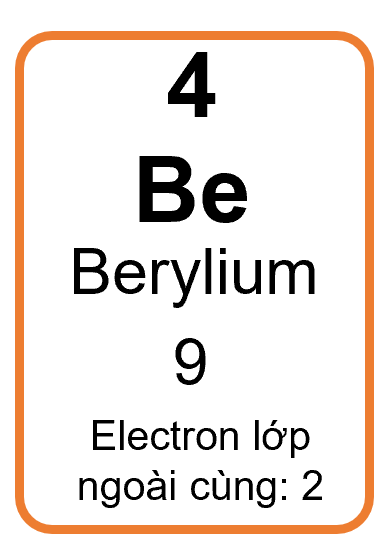 4
Be
Berylium
9
Electron lớp
ngoài cùng: 2